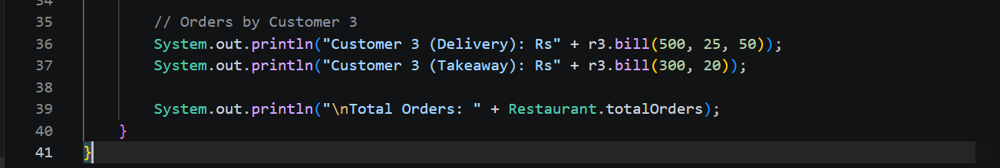 34
35 // Orders by Customer 3
36 System.out.println("Customer 3 (Delivery): Rs" + r3.bill(500, 25, 50));
37 System.out.println("Customer 3 (Takeaway): Rs" + r3.bill(300, 20));
38
39 System.out.println("\nTotal Orders: " + Restaurant.totalOrders);
40 }
41 }